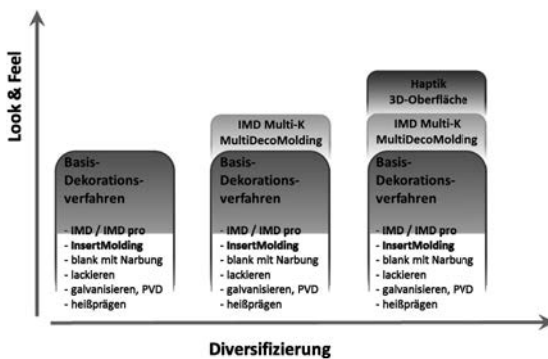 Look & Feel
Basis-
Dekorations-
verfahren
- IMD / IMD pro
- InsertMolding
- blank mit Narbung
- lackieren
- galvanisieren, PVD
- heißprägen
IMD Multi-K
MultiDecoMolding
Basis-
Dekorations-
verfahren
- IMD / IMD pro
- InsertMolding
- blank mit Narbung
- lackieren
- galvanisieren, PVD
- heißprägen
Haptik
3D-Oberfläche
IMD Multi-K
MultiDecoMolding
Basis-
Dekorations-
verfahren
- IMD / IMD pro
- InsertMolding
- blank mit Narbung
- lackieren
- galvanisieren, PVD
- heißprägen
Diversifizierung